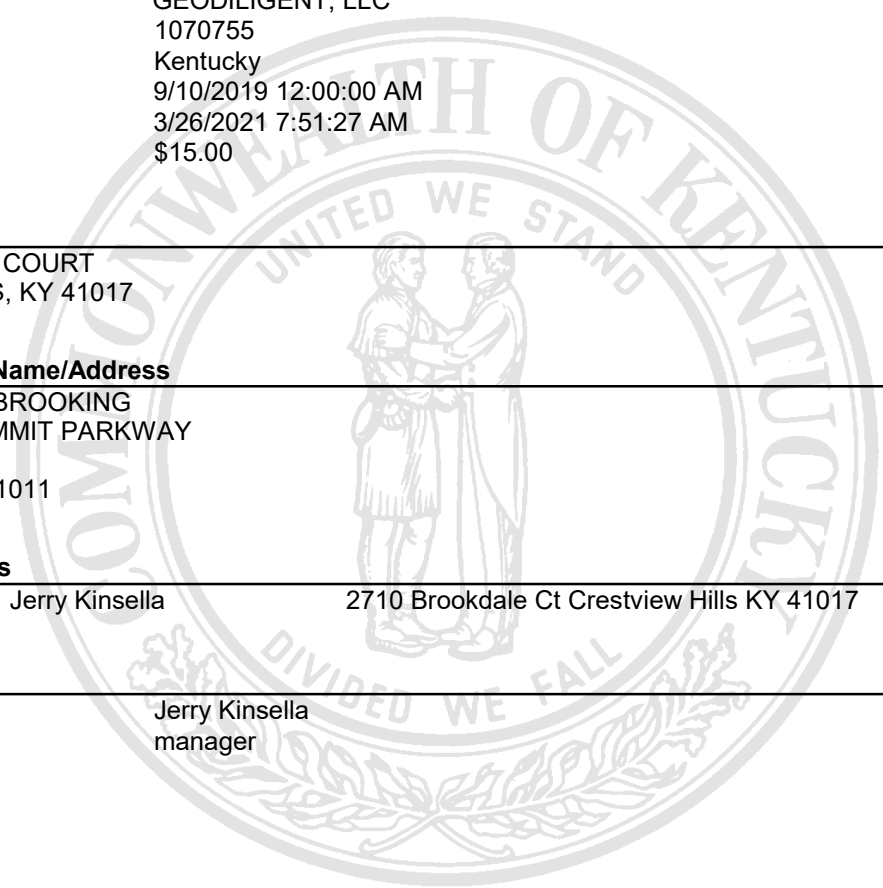 GEODILIGENT, LLC
1070755
Kentucky
9/10/2019 12:00:00 AM
3/26/2021 7:51:27 AM
$15.00
COURT
S, KY 41017
Name/Address
BROOKING
MMIT PARKWAY
1011
s
Jerry Kinsella 2710 Brookdale Ct Crestview Hills KY 41017
Jerry Kinsella
manager
COMMONWEALTH OF KENTUCKY
UNITED WE STAND
DIVIDED WE FALL